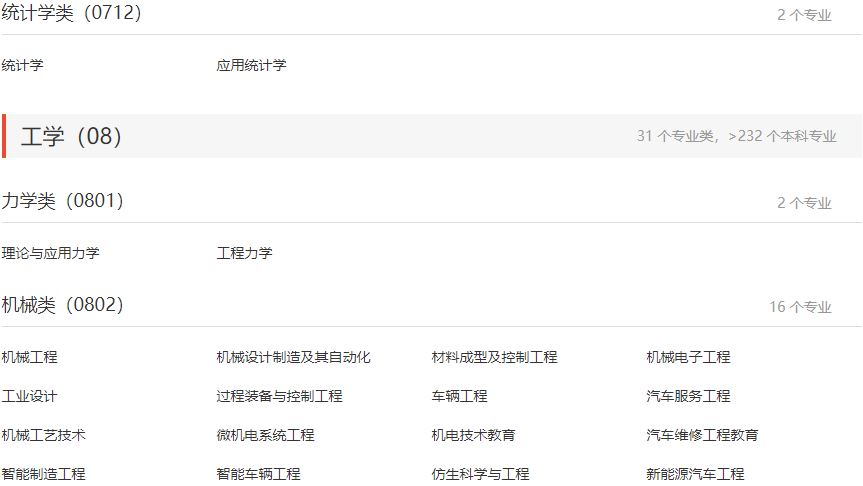 统计学类（0712） 2 个专业
统计学 应用统计学
工学（08） 31 个专业类，>232 个本科专业
力学类（0801） 2 个专业
理论与应用力学 工程力学
机械类（0802） 16 个专业
机械工程 机械设计制造及其自动化 材料成型及控制工程 机械电子工程
工业设计 过程装备与控制工程 车辆工程 汽车服务工程
机械工艺技术 微机电系统工程 机电技术教育 汽车维修工程教育
智能制造工程 智能车辆工程 仿生科学与工程 新能源汽车工程